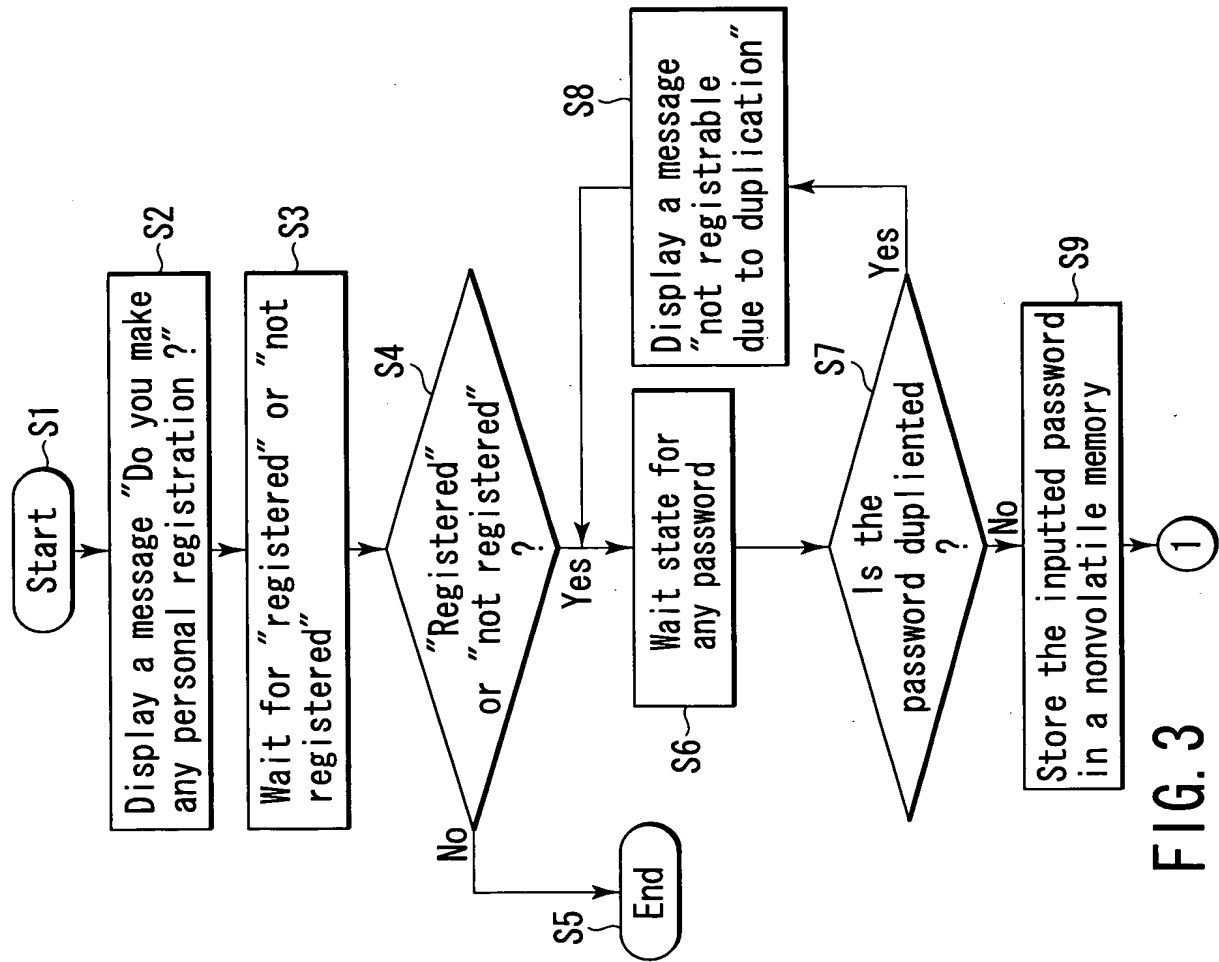 Start
S1
Display a message "Do you make
any personal registration ?"
S2
Wait for "registered" or "not
registered"
S3
"Registered"
or "not registered"
?
S4
No
Yes
End
S5
Wait state for
any password
S6
Is the
password dupliented
?
S7
Yes
No
Display a message
"not registrable
due to duplication"
S8
Store the inputted password
in a nonvolatile memory
S9
1
FIG. 3